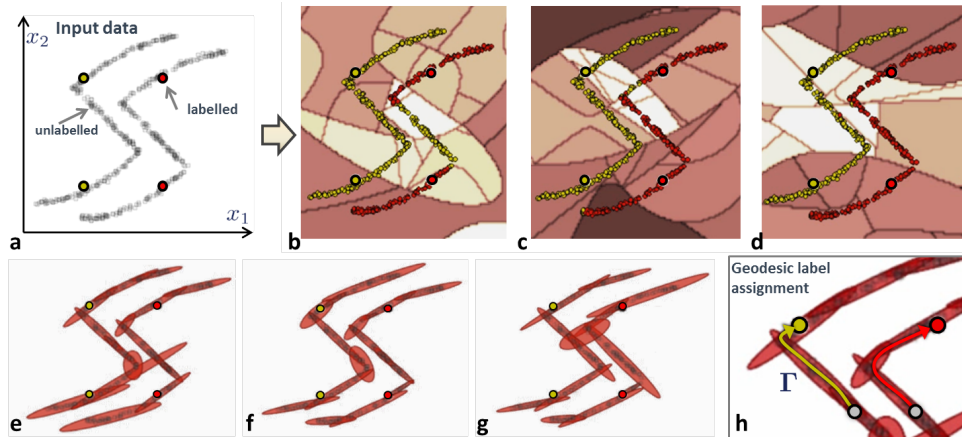 x₂
Input data
unlabelled
labelled
x₁
a
b
c
d
e
f
g
Geodesic label
assignment
Γ
h